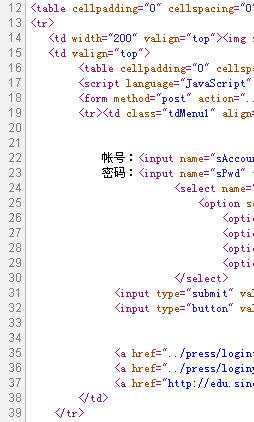 12 <table cellpadding="0" cellspacing="0"
13 <tr>
14 <td width="200" valign="top"><img s
15 <td valign="top">
16 <table cellpadding="0" cellsp
17 <script language="JavaScript"
18 <form method="post" action="..
19 <tr><td class="tdMenu1" align
20
21
22 帐号：<input name="sAccou
23 密码：<input name="sPwd"
24 <select name="
25 <option s
26 <optio
27 <optio
28 <optio
29 <optio
30 </select>
31 <input type="submit" val
32 <input type="button" val
33
34
35 <a href="../press/loginy
36 <a href="../press/loginy
37 <a href="http://edu.sin
38 </td>
39 </tr>